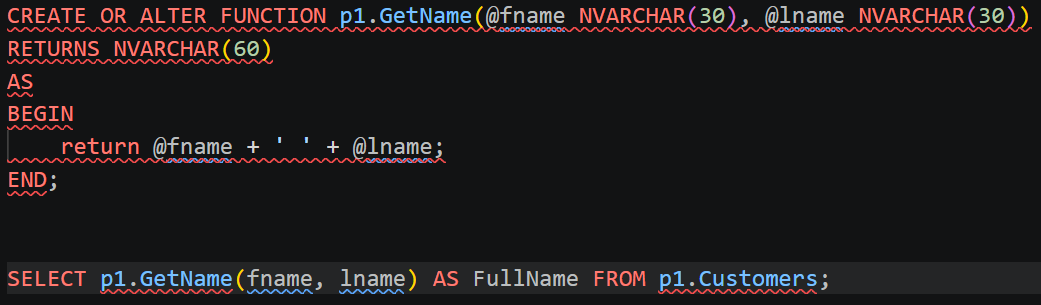 CREATE OR ALTER FUNCTION p1.GetName(@fname NVARCHAR(30), @lname NVARCHAR(30))
RETURNS NVARCHAR(60)
AS
BEGIN
    return @fname + ' ' + @lname;
END;
SELECT p1.GetName(fname, lname) AS FullName FROM p1.Customers;